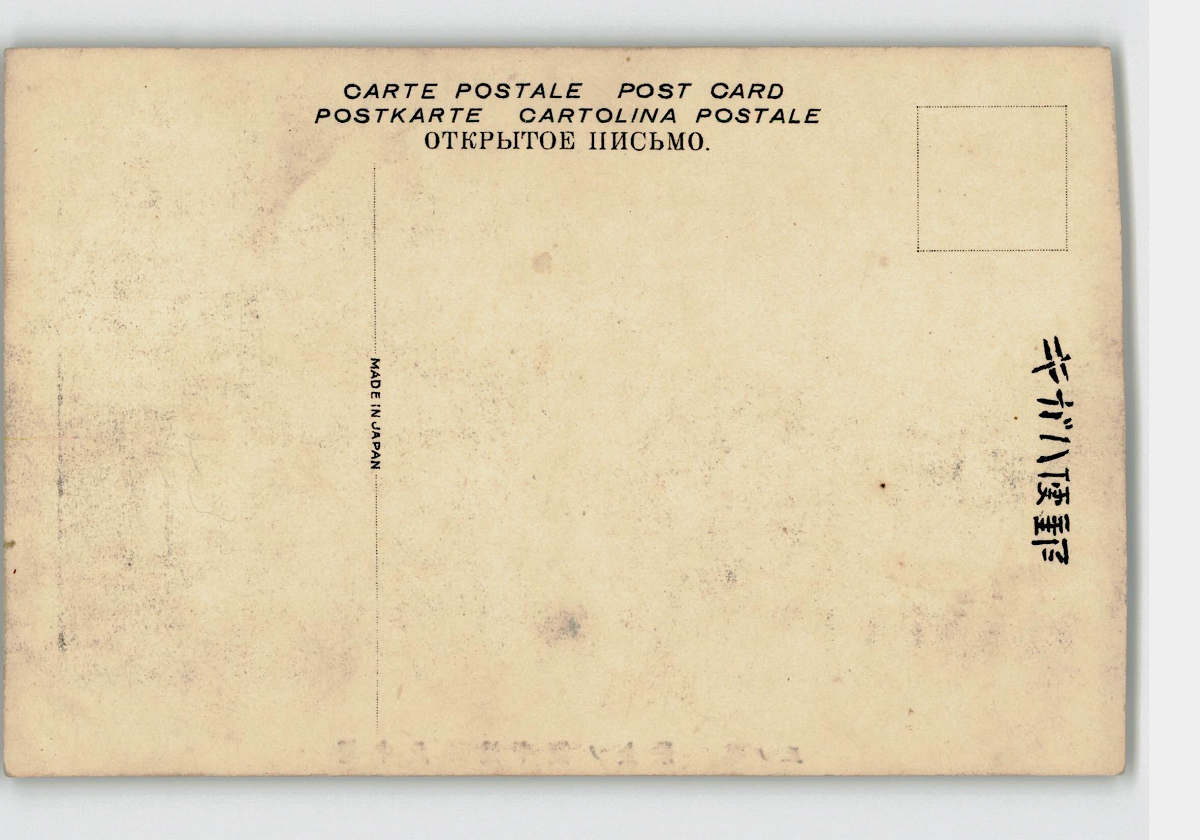 CARTE POSTALE POST CARD
POSTKARTE CARTOLINA POSTALE
ОТКРЫТОЕ ПИСЬМО.
MADE IN JAPAN
郵便ハガキ